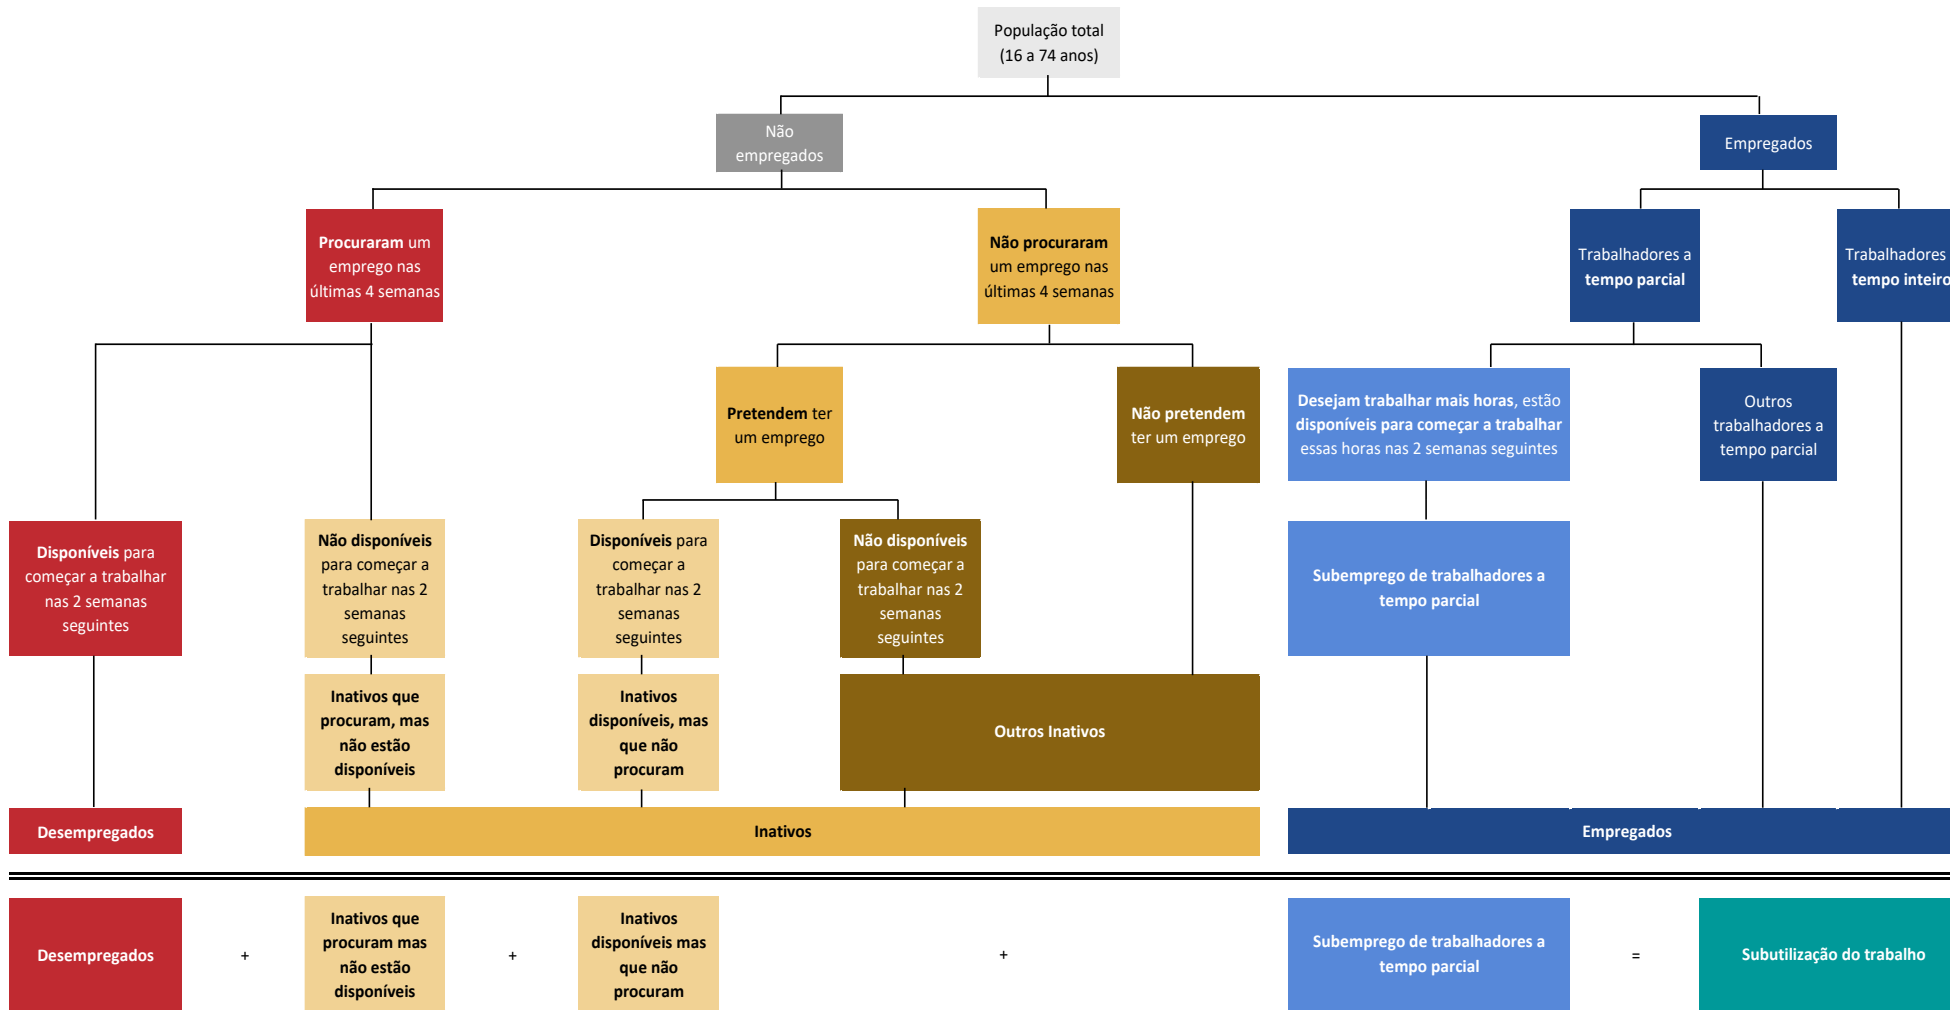 População total
(16 a 74 anos)
Não
empregados
Empregados
Procuraram um
emprego nas
últimas 4 semanas
Não procuraram
um emprego nas
últimas 4 semanas
Trabalhadores a
tempo parcial
Trabalhadores
tempo inteiro
Pretendem ter
um emprego
Não pretendem
ter um emprego
Desejam trabalhar mais horas, estão
disponíveis para começar a trabalhar
essas horas nas 2 semanas seguintes
Outros
trabalhadores a
tempo parcial
Disponíveis para
começar a trabalhar
nas 2 semanas
seguintes
Não disponíveis
para começar a
trabalhar nas 2
semanas
seguintes
Disponíveis para
começar a
trabalhar nas 2
semanas
seguintes
Não disponíveis
para começar a
trabalhar nas 2
semanas
seguintes
Subemprego de trabalhadores a
tempo parcial
Inativos que
procuram, mas
não estão
disponíveis
Inativos
disponíveis, mas
que não
procuram
Outros Inativos
Desempregados
Inativos
Empregados
Desempregados
+
Inativos que
procuram mas
não estão
disponíveis
+
Inativos
disponíveis mas
que não
procuram
+
Subemprego de trabalhadores a
tempo parcial
=
Subutilização do trabalho